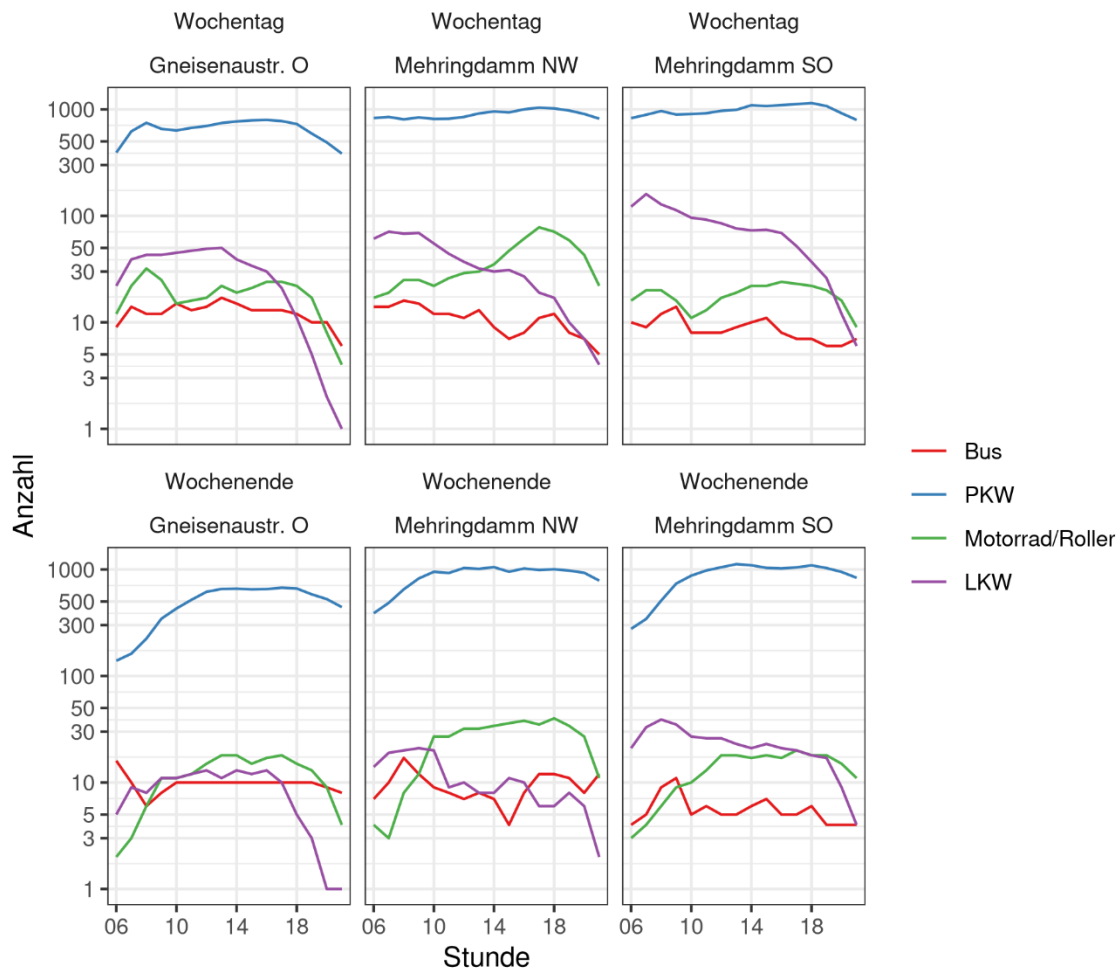 Wochentag Wochentag Wochentag
Gneisenaustr. O Mehringdamm NW Mehringdamm SO
1000
500
300
100
50
30
10
5
3
1
Anzahl
Bus
PKW
Motorrad/Roller
LKW
Wochenende Wochenende Wochenende
Gneisenaustr. O Mehringdamm NW Mehringdamm SO
1000
500
300
100
50
30
10
5
3
1
06 10 14 18 06 10 14 18 06 10 14 18
Stunde